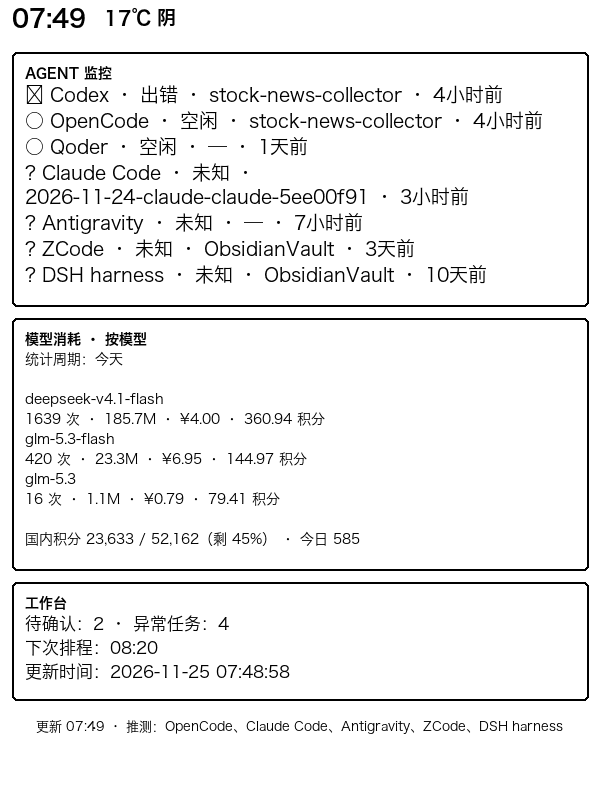 07:49 17℃ 阴
AGENT 监控
☒ Codex · 出错 · stock-news-collector · 4小时前
○ OpenCode · 空闲 · stock-news-collector · 4小时前
○ Qoder · 空闲 · — · 1天前
? Claude Code · 未知 ·
2026-11-24-claude-claude-5ee00f91 · 3小时前
? Antigravity · 未知 · — · 7小时前
? ZCode · 未知 · ObsidianVault · 3天前
? DSH harness · 未知 · ObsidianVault · 10天前
模型消耗 · 按模型
统计周期：今天
deepseek-v4.1-flash
1639 次 · 185.7M · ¥4.00 · 360.94 积分
glm-5.3-flash
420 次 · 23.3M · ¥6.95 · 144.97 积分
glm-5.3
16 次 · 1.1M · ¥0.79 · 79.41 积分
国内积分 23,633 / 52,162（剩 45%） · 今日 585
工作台
待确认：2 · 异常任务：4
下次排程：08:20
更新时间：2026-11-25 07:48:58
更新 07:49 · 推测：OpenCode、Claude Code、Antigravity、ZCode、DSH harness